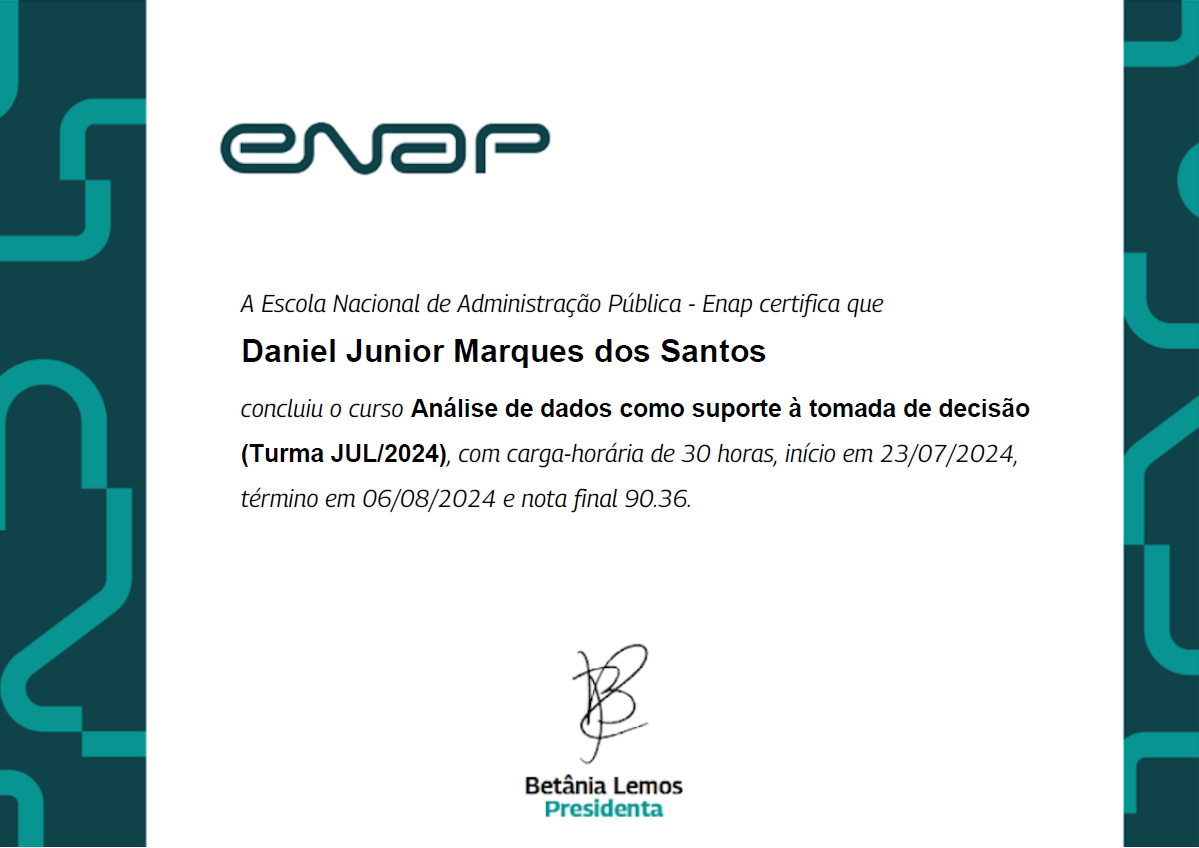 enap
A Escola Nacional de Administração Pública - Enap certifica que
Daniel Junior Marques dos Santos
concluiu o curso Análise de dados como suporte à tomada de decisão
(Turma JUL/2024), com carga-horária de 30 horas, início em 23/07/2024,
término em 06/08/2024 e nota final 90.36.
Betânia Lemos
Presidenta